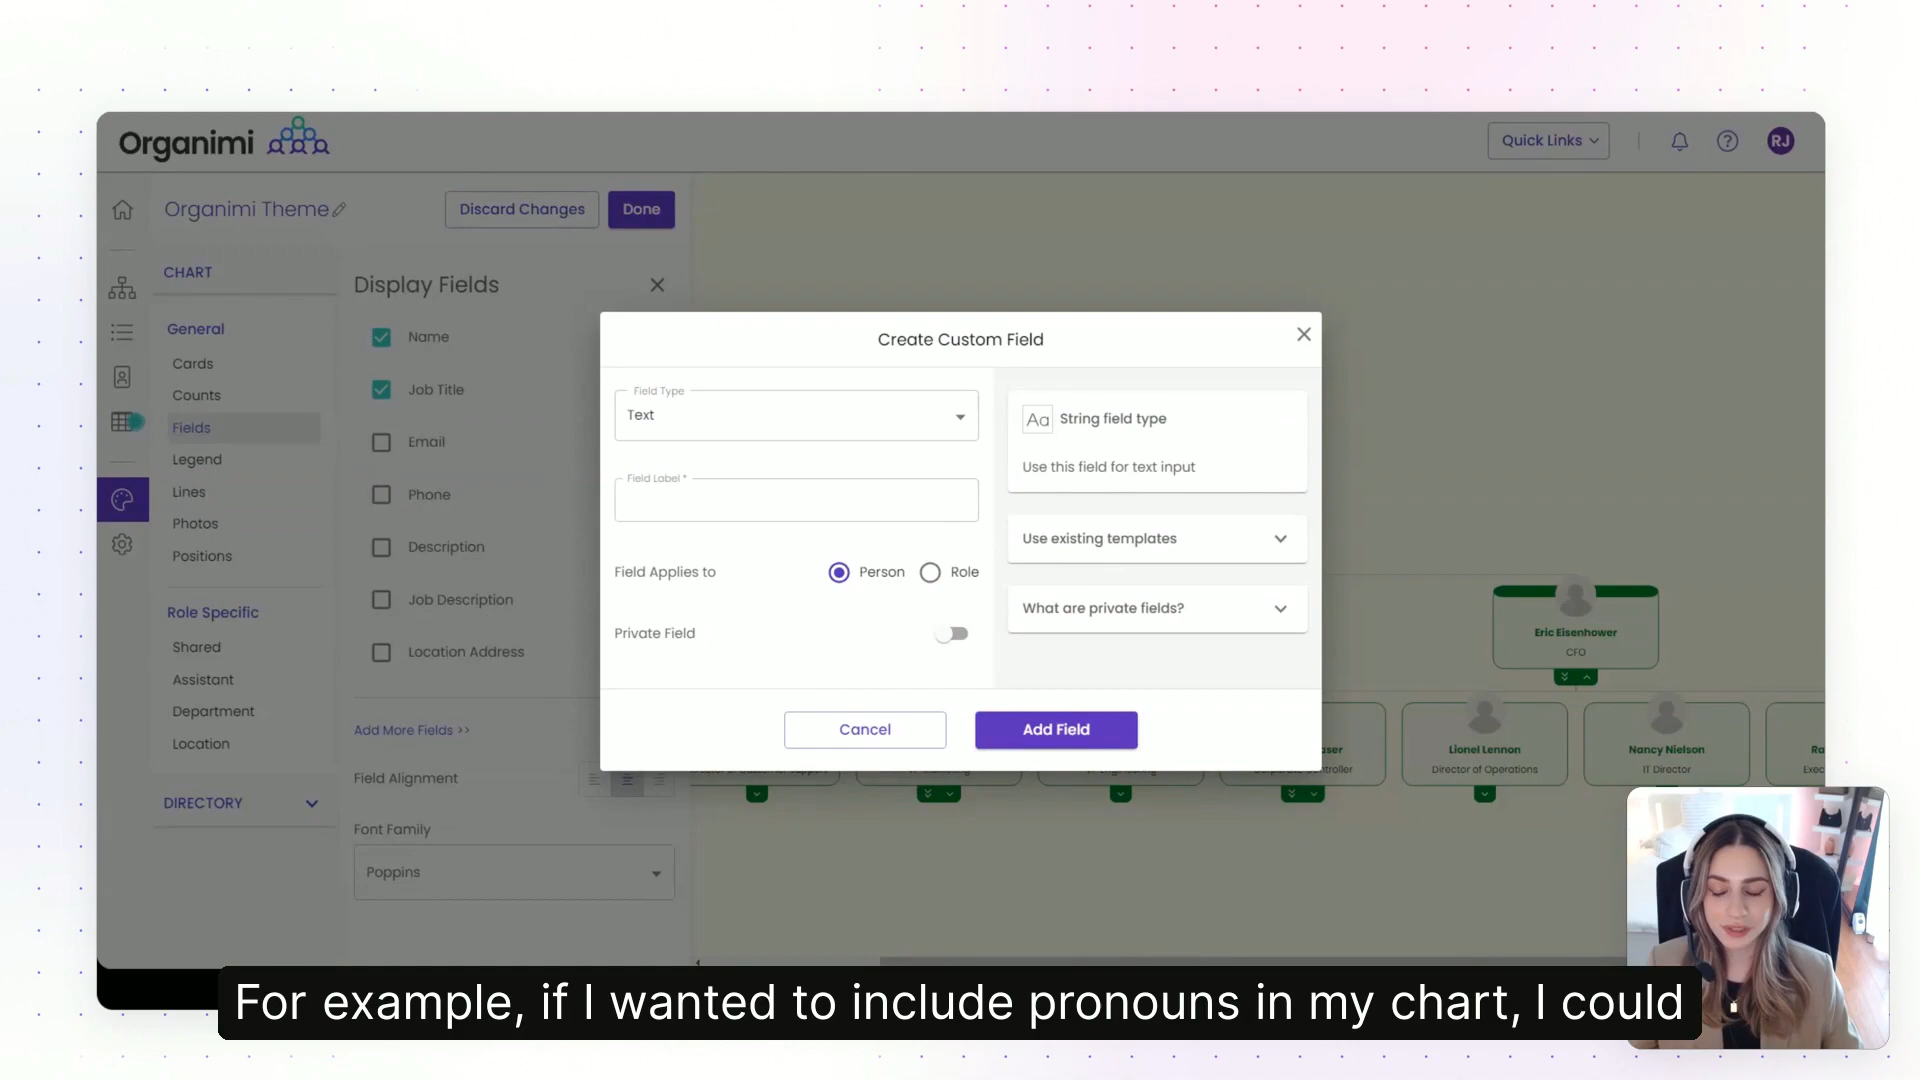 Organimi
Quick Links
RJ
Organimi Theme
Discard Changes
Done
CHART
General
Cards
Counts
Fields
Legend
Lines
Photos
Positions
Role Specific
Shared
Assistant
Department
Location
DIRECTORY
Display Fields
Name
Job Title
Email
Phone
Description
Job Description
Location Address
Add More Fields >>
Field Alignment
Font Family
Poppins
Create Custom Field
Field Type
Text
Field Label *
Field Applies to
Person
Role
Private Field
Aa
String field type
Use this field for text input
Use existing templates
What are private fields?
Cancel
Add Field
Eric Eisenhower
CFO
Lionel Lennon
Director of Operations
Nancy Nielson
IT Director
For example, if I wanted to include pronouns in my chart, I could